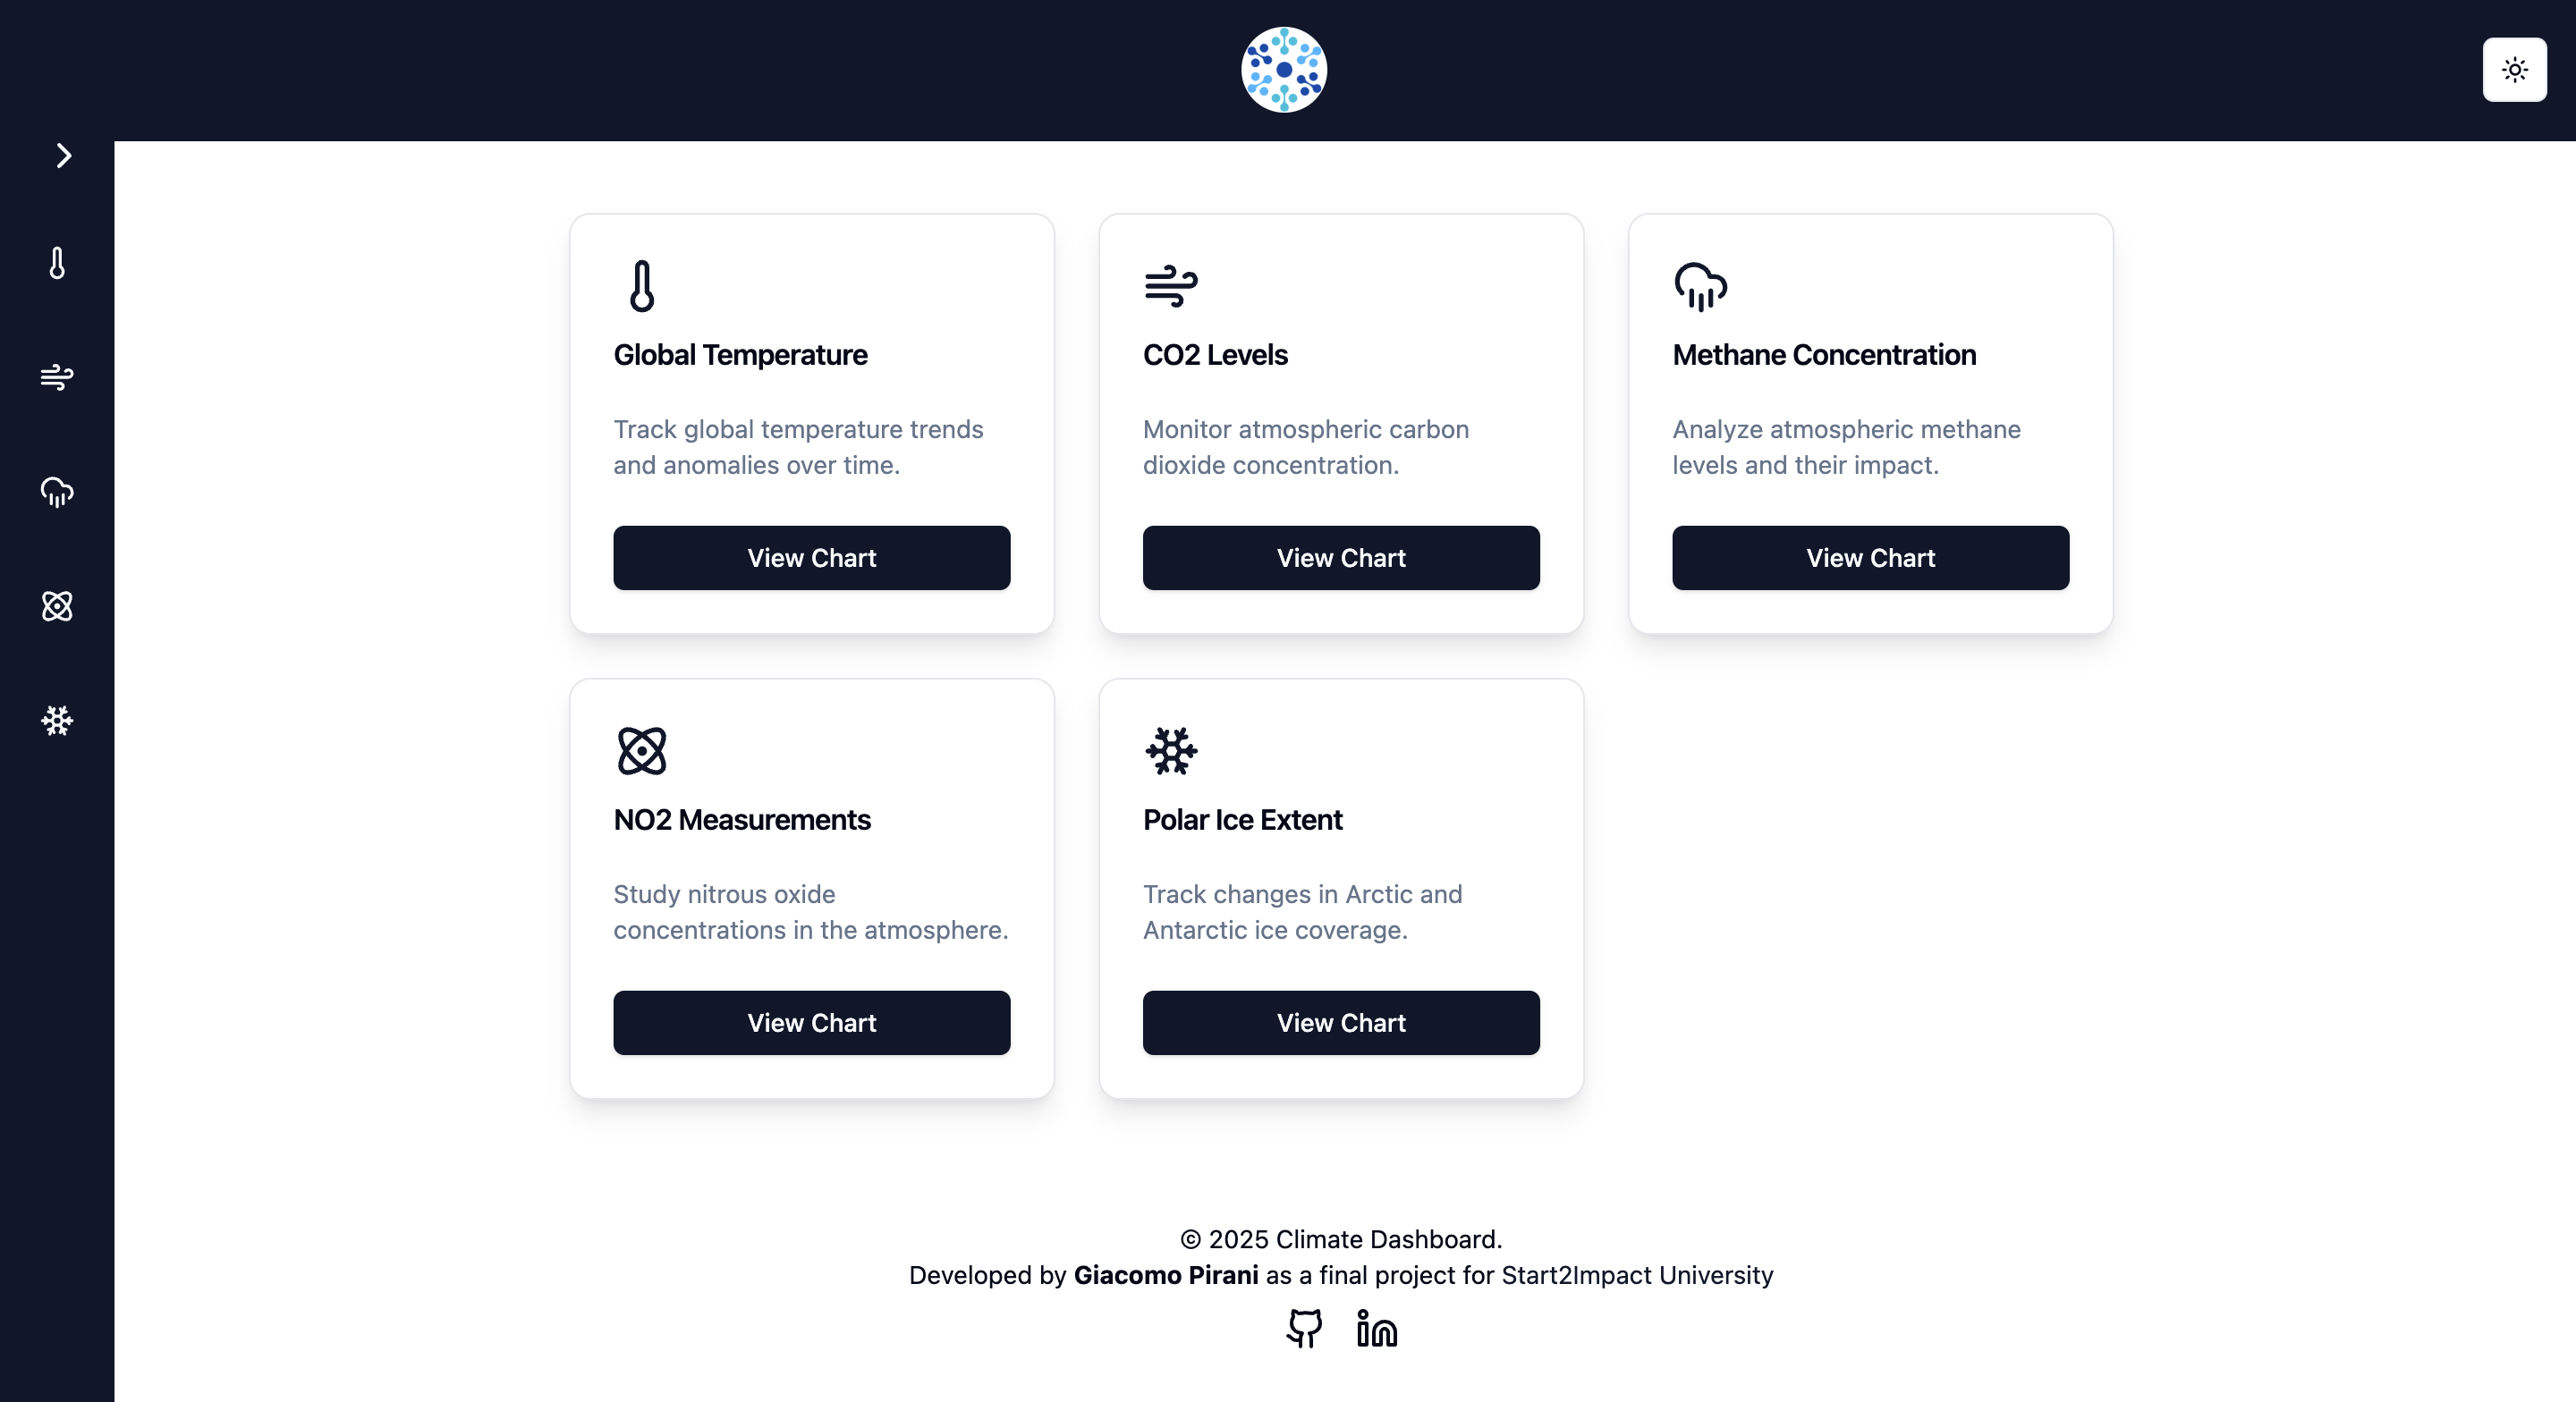 Global Temperature
Track global temperature trends
and anomalies over time.
View Chart
CO2 Levels
Monitor atmospheric carbon
dioxide concentration.
View Chart
Methane Concentration
Analyze atmospheric methane
levels and their impact.
View Chart
NO2 Measurements
Study nitrous oxide
concentrations in the atmosphere.
View Chart
Polar Ice Extent
Track changes in Arctic and
Antarctic ice coverage.
View Chart
© 2025 Climate Dashboard.
Developed by Giacomo Pirani as a final project for Start2Impact University